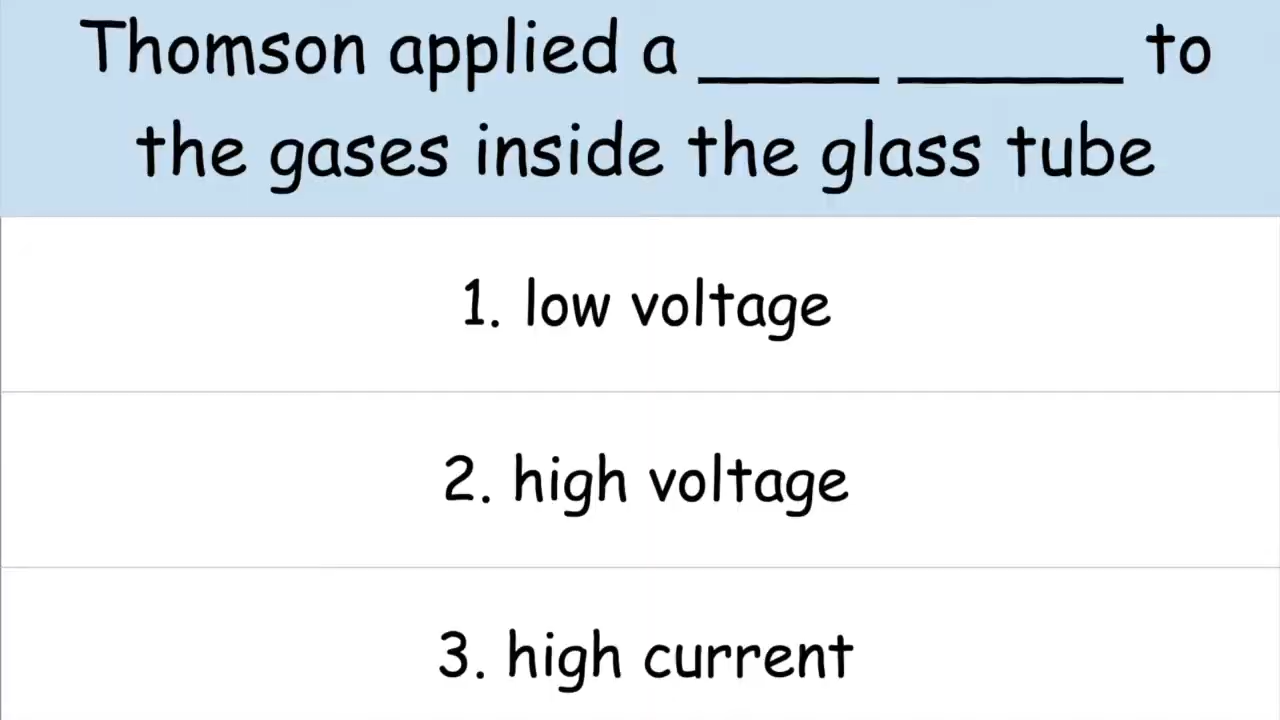 Thomson applied a ____ _____ to
the gases inside the glass tube
1. low voltage
2. high voltage
3. high current